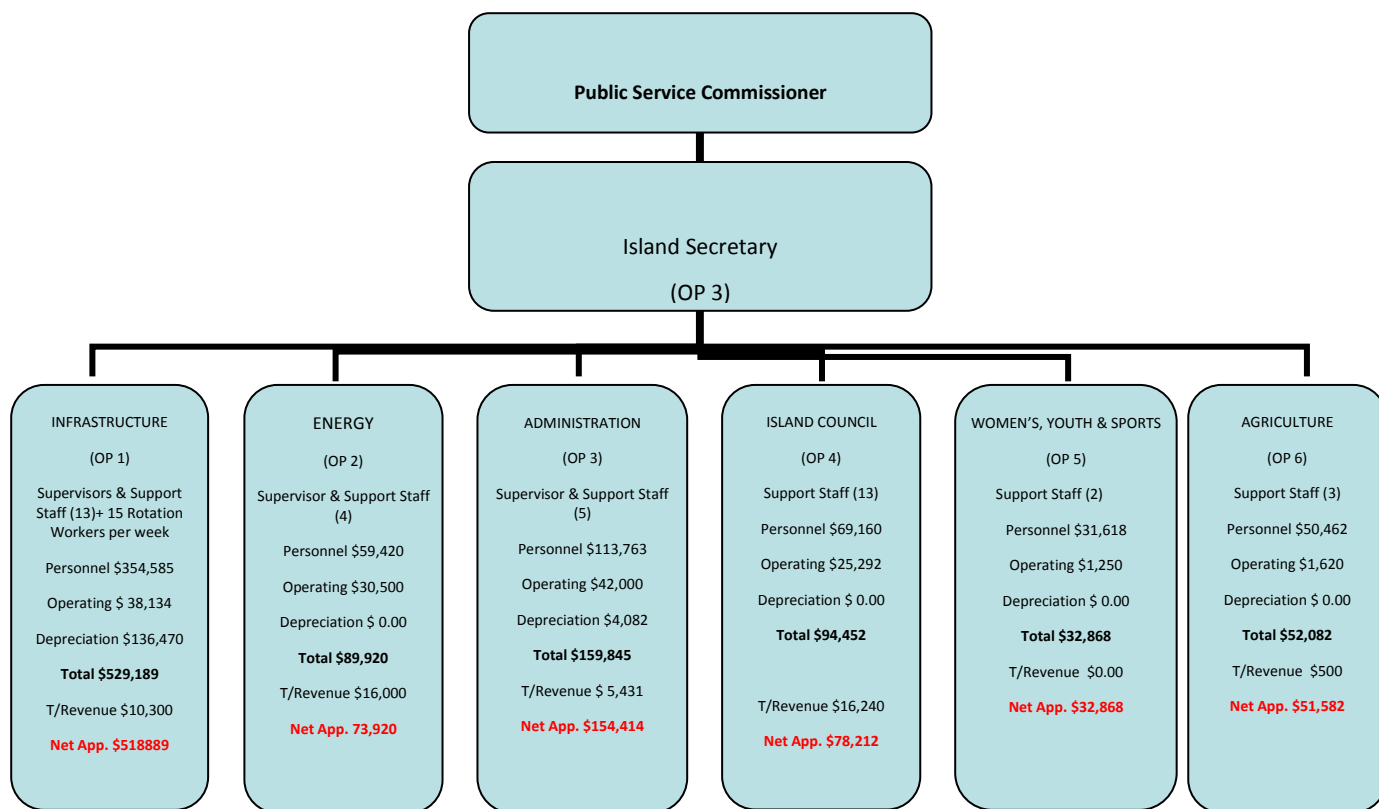 Public Service Commissioner
Island Secretary
(OP 3)
INFRASTRUCTURE
(OP 1)
Supervisors & Support
Staff (13)+ 15 Rotation
Workers per week
Personnel $354,585
Operating $ 38,134
Depreciation $136,470
Total $529,189
T/Revenue $10,300
Net App. $518889
ENERGY
(OP 2)
Supervisor & Support Staff
(4)
Personnel $59,420
Operating $30,500
Depreciation $ 0.00
Total $89,920
T/Revenue $16,000
Net App. 73,920
ADMINISTRATION
(OP 3)
Supervisor & Support Staff
(5)
Personnel $113,763
Operating $42,000
Depreciation $4,082
Total $159,845
T/Revenue $ 5,431
Net App. $154,414
ISLAND COUNCIL
(OP 4)
Support Staff (13)
Personnel $69,160
Operating $25,292
Depreciation $ 0.00
Total $94,452
T/Revenue $16,240
Net App. $78,212
WOMEN'S, YOUTH & SPORTS
(OP 5)
Support Staff (2)
Personnel $31,618
Operating $1,250
Depreciation $ 0.00
Total $32,868
T/Revenue $0.00
Net App. $32,868
AGRICULTURE
(OP 6)
Support Staff (3)
Personnel $50,462
Operating $1,620
Depreciation $ 0.00
Total $52,082
T/Revenue $500
Net App. $51,582